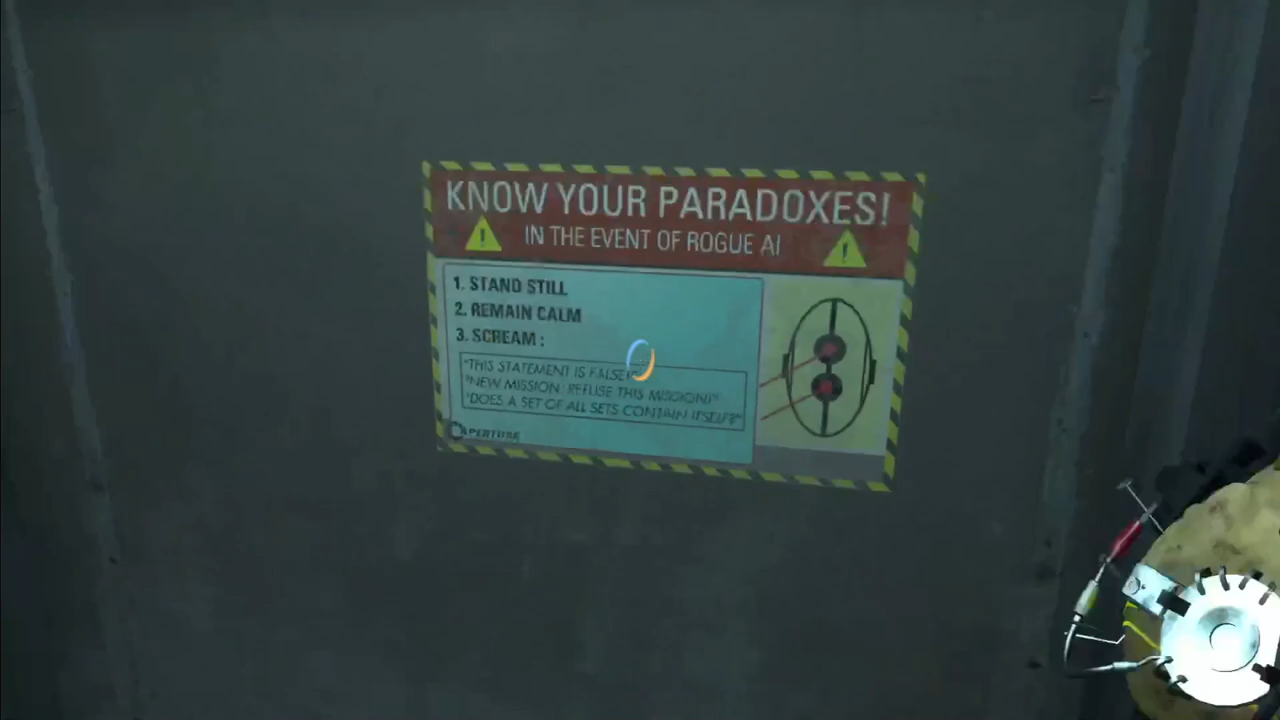 KNOW YOUR PARADOXES!
IN THE EVENT OF ROGUE AI
1. STAND STILL
2. REMAIN CALM
3. SCREAM :
"THIS STATEMENT IS FALSE!"
"NEW MISSION: REFUSE THIS MISSION!"
"DOES A SET OF ALL SETS CONTAIN ITSELF?"
APERTURE